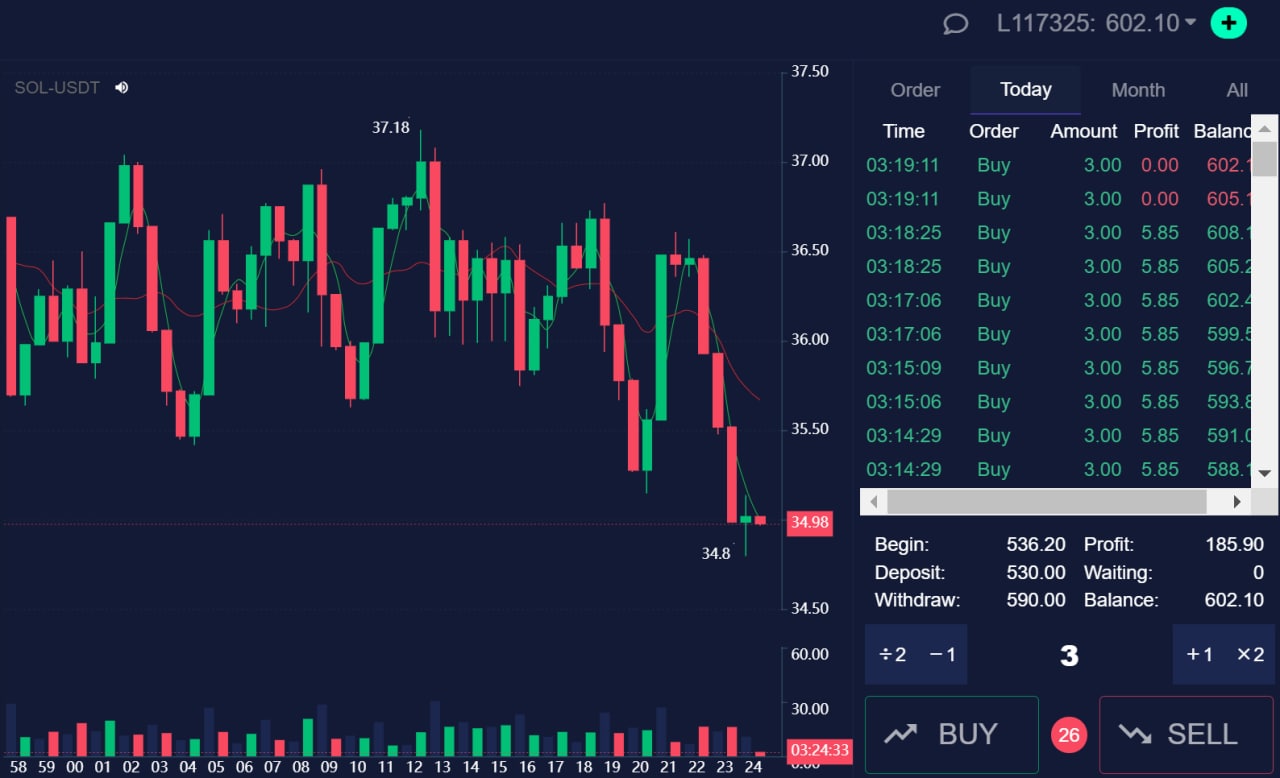 L117325: 602.10
SOL-USDT
37.50
37.18
37.00
36.50
36.00
35.50
34.98
34.8
34.50
60.00
30.00
03:24:33
0.00
58 59 00 01 02 03 04 05 06 07 08 09 10 11 12 13 14 15 16 17 18 19 20 21 22 23 24
Order Today Month All
Time Order Amount Profit Balanc
03:19:11 Buy 3.00 0.00 602.1
03:19:11 Buy 3.00 0.00 605.1
03:18:25 Buy 3.00 5.85 608.1
03:18:25 Buy 3.00 5.85 605.2
03:17:06 Buy 3.00 5.85 602.4
03:17:06 Buy 3.00 5.85 599.5
03:15:09 Buy 3.00 5.85 596.7
03:15:06 Buy 3.00 5.85 593.8
03:14:29 Buy 3.00 5.85 591.0
03:14:29 Buy 3.00 5.85 588.1
Begin: 536.20 Profit: 185.90
Deposit: 530.00 Waiting: 0
Withdraw: 590.00 Balance: 602.10
÷2 −1 3 +1 ×2
BUY 26 SELL